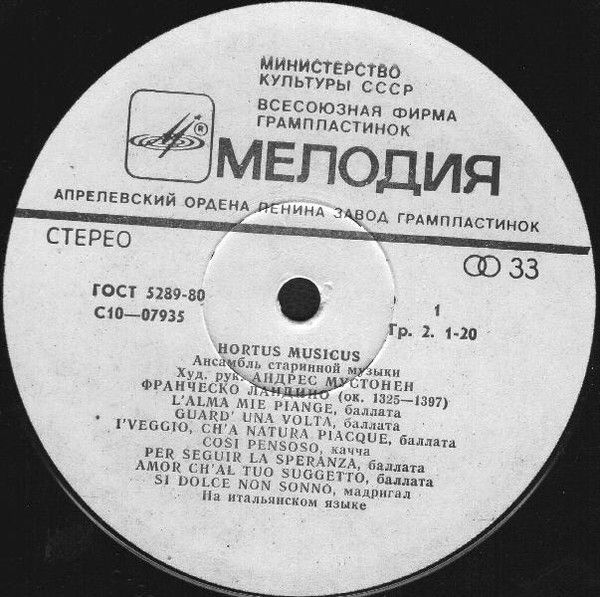 МИНИСТЕРСТВО
КУЛЬТУРЫ СССР
ВСЕСОЮЗНАЯ ФИРМА
ГРАМПЛАСТИНОК
®
МЕЛОДИЯ
АПРЕЛЕВСКИЙ ОРДЕНА ЛЕНИНА ЗАВОД ГРАМПЛАСТИНОК
СТЕРЕО
33
ГОСТ 5289-80
С10—07935
1
Гр. 2. 1-20
HORTUS MUSICUS
Ансамбль старинной музыки
Худ. рук. АНДРЕС МУСТОНЕН
ФРАНЧЕСКО ЛАНДИНО (ок. 1325—1397)
L'ALMA MIE PIANGE, баллата
GUARD' UNA VOLTA, баллата
I'VEGGIO, CH'A NATURA PIACQUE, баллата
COSI PENSOSO, качча
PER SEGUIR LA SPERANZA, баллата
AMOR CH'AL TUO SUGGETTO, баллата
SI DOLCE NON SONNO, мадригал
На итальянском языке